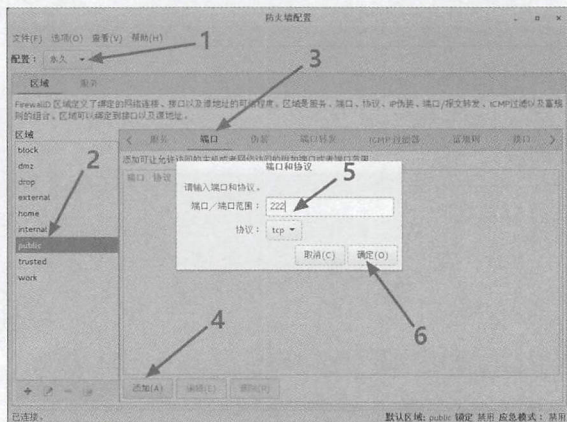 防火墙配置
文件(F) 选项(O) 查看(V) 帮助(H)
配置： 永久
1
区域 服务
3
FirewallD 区域定义了绑定的网络连接、接口以及源地址的可信程度。区域是服务、端口、协议、IP伪装、端口/报文转发、ICMP过滤以及富规则的组合。区域可以绑定到接口以及源地址。
区域
服务 端口 伪装 端口转发 ICMP 过滤器 富规则 接口
block
dmz
drop
external
home
internal
public
trusted
work
2
添加可让允许访问的主机或者网络访问的附加端口或者端口范围
端口 协议
端口和协议
请输入端口和协议。
5
端口／端口范围： 222
协议： tcp
取消(C) 确定(O)
6
4
添加(A) 编辑(E) 删除(R)
已连接。
默认区域: public 锁定 禁用 应急模式： 禁用